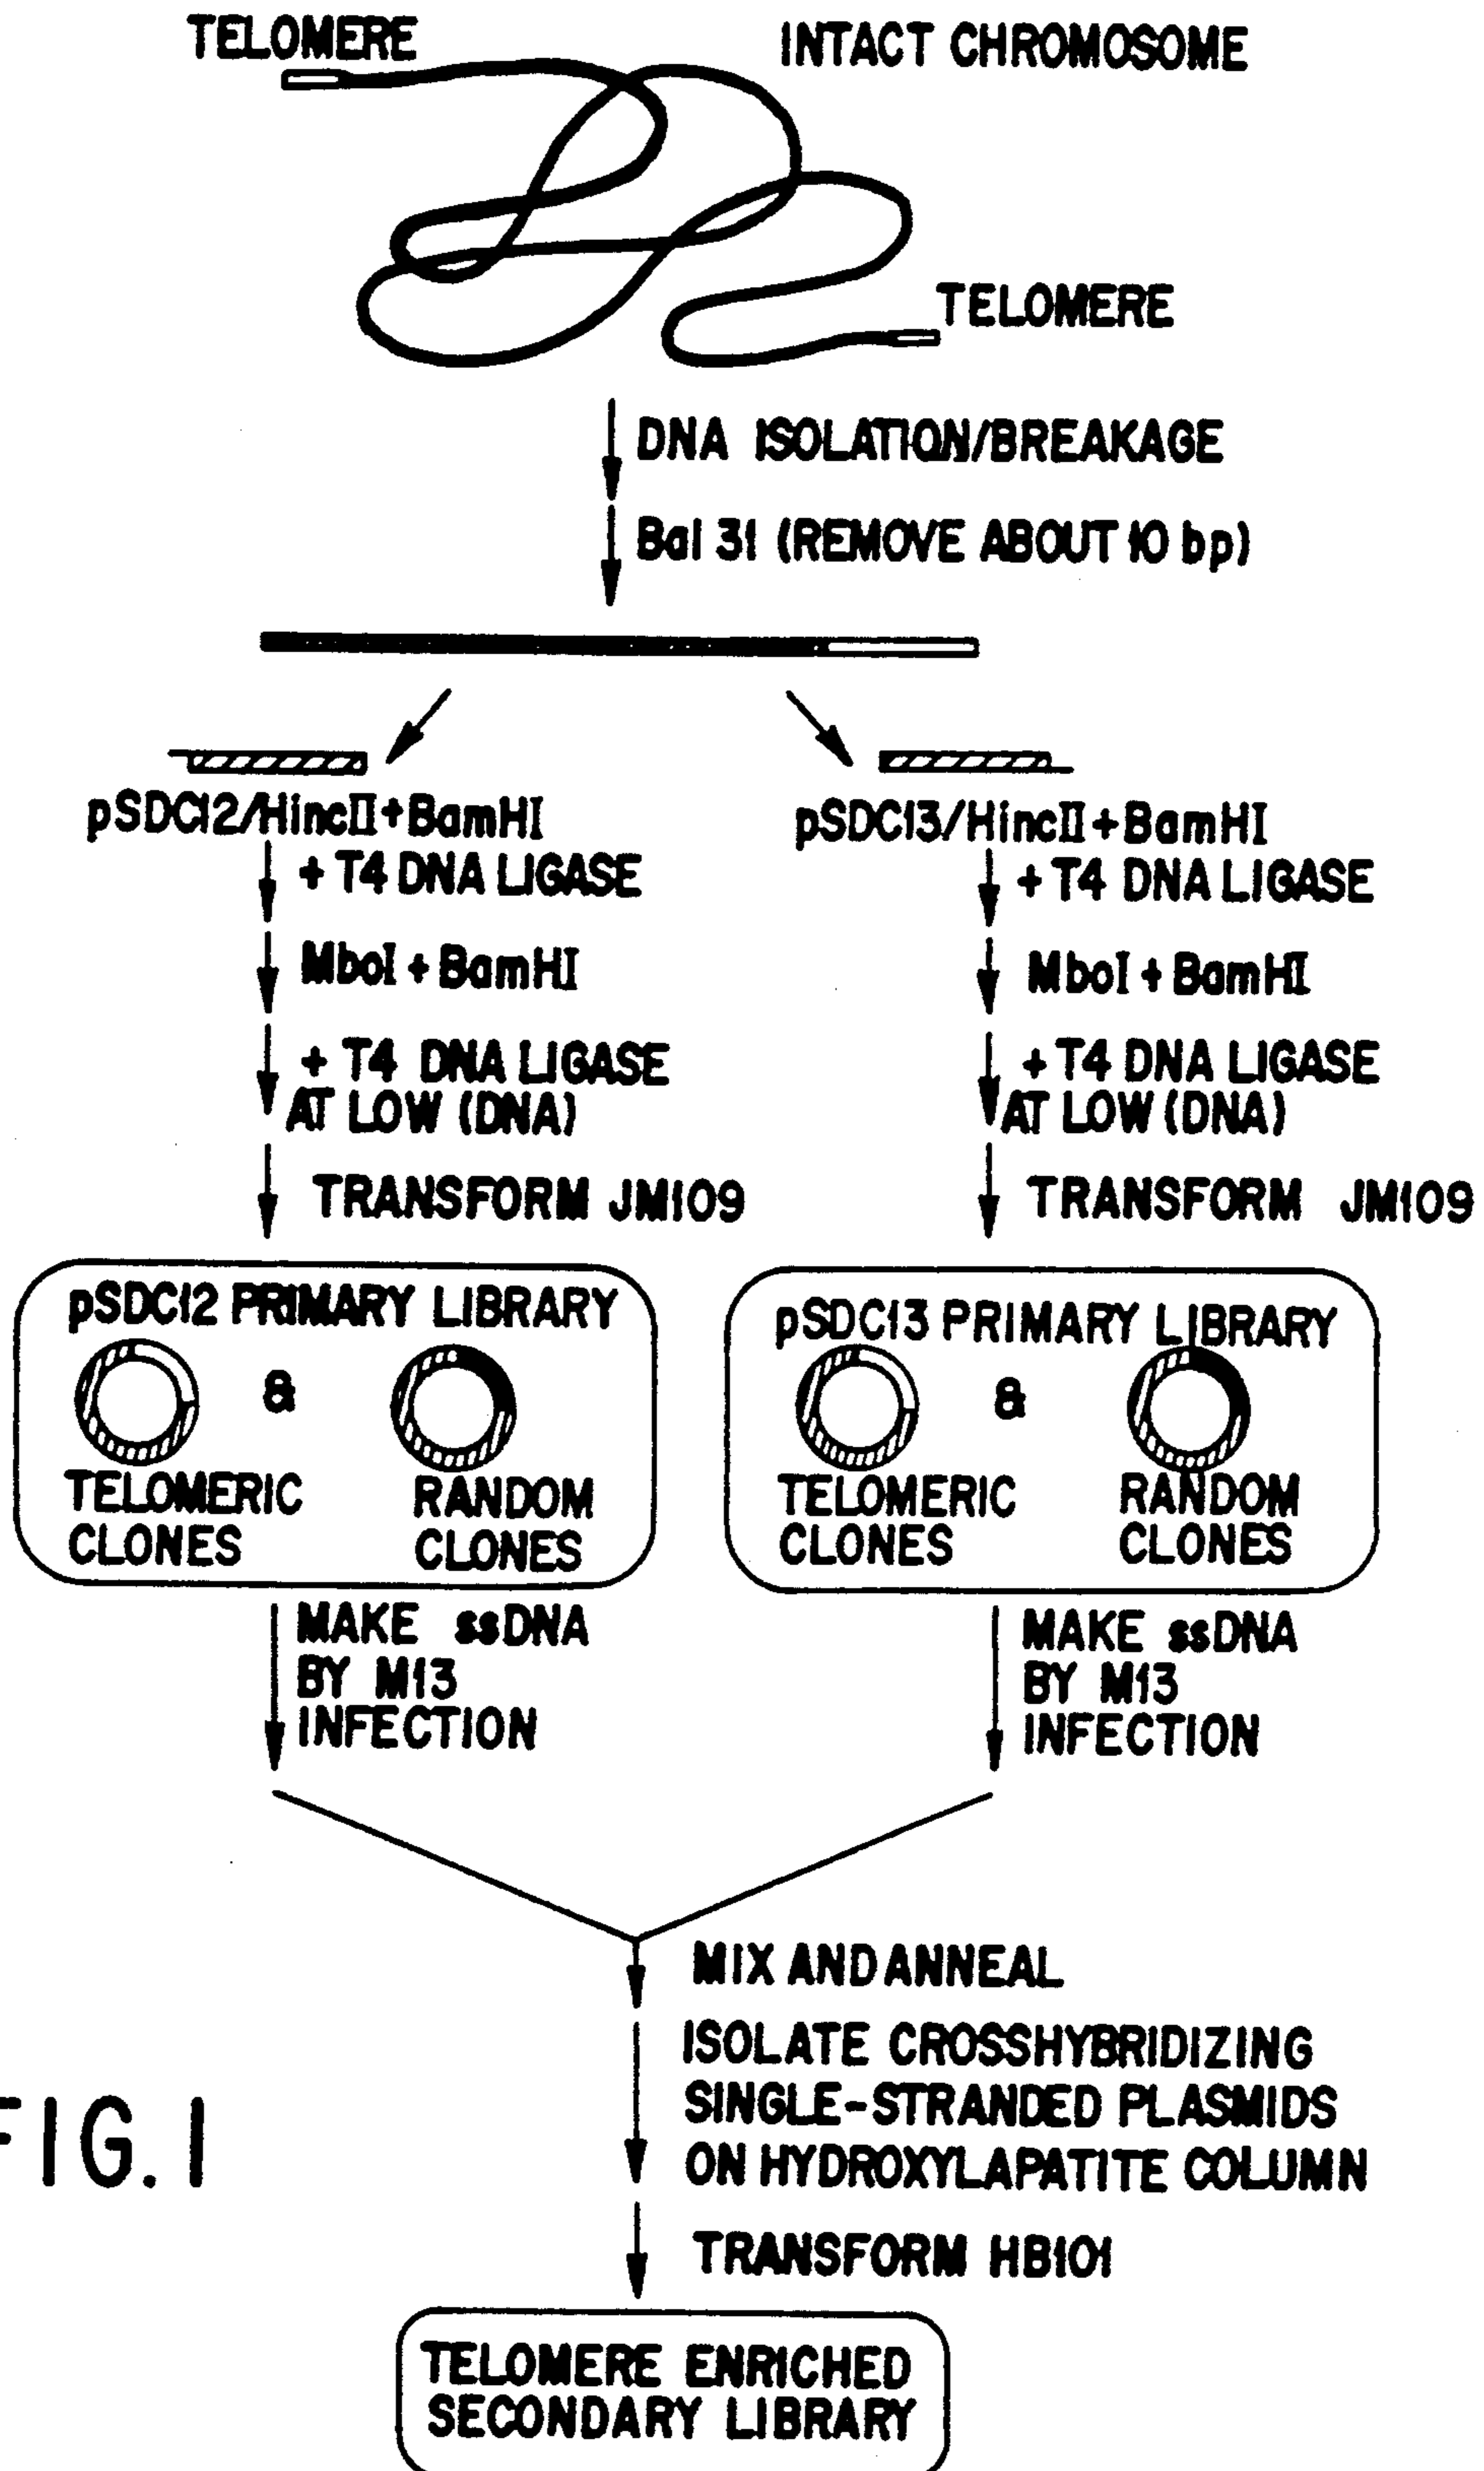 TELOMERE
INTACT CHROMOSOME
TELOMERE
DNA ISOLATION/BREAKAGE
Bal 31 (REMOVE ABOUT 10 bp)
pSDC12/HincII+BamHI
+ T4 DNA LIGASE
MboI + BamHI
+ T4 DNA LIGASE
AT LOW (DNA)
TRANSFORM JM109
pSDC13/HincII+BamHI
+ T4 DNA LIGASE
MboI + BamHI
+ T4 DNA LIGASE
AT LOW (DNA)
TRANSFORM JM109
pSDC12 PRIMARY LIBRARY
&
TELOMERIC
CLONES
RANDOM
CLONES
pSDC13 PRIMARY LIBRARY
&
TELOMERIC
CLONES
RANDOM
CLONES
MAKE ssDNA
BY M13
INFECTION
MAKE ssDNA
BY M13
INFECTION
MIX AND ANNEAL
ISOLATE CROSSHYBRIDIZING
SINGLE-STRANDED PLASMIDS
ON HYDROXYLAPATITE COLUMN
TRANSFORM HB101
TELOMERE ENRICHED
SECONDARY LIBRARY
FIG. 1